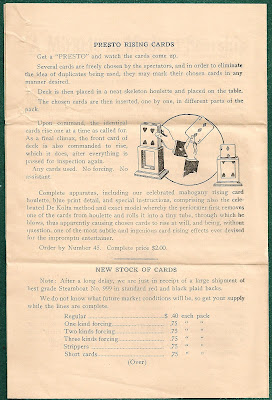 PRESTO RISING CARDS
Get a "PRESTO" and watch the cards come up.
Several cards are freely chosen by the spectators, and in order to eliminate
the idea of duplicates being used, they may mark their chosen cards in any
manner desired.
Deck is then placed in a neat skeleton houlette and placed on the table.
The chosen cards are then inserted, one by one, in different parts of the
pack.
Upon command, the identical
cards rise one at a time as called for.
As a final climax, the front card of
deck is also commanded to rise,
which it does, after everything is
passed for inspection again.
Any cards used. No forcing. No
assistant.
Complete apparatus, including our celebrated mahogany rising card
houlette, blue print detail, and special instructions, comprising also the cele-
brated De Kolta method and exact model whereby the performer first removes
one of the cards from houlette and rolls it into a tiny tube, through which he
blows, thus apparently causing chosen cards to rise at will, and being, without
question, one of the most subtle and ingenious card rising effects ever devised
for the impromptu entertainer.
Order by Number 45. Complete price $2.00.
NEW STOCK OF CARDS
Note: After a long delay, we are just in receipt of a large shipment of
best grade Steamboat No. 999 in standard red and black plaid backs.
We do not know what future market conditions will be, so get your supply
while the lines are complete.
Regular $ .40 each pack
One kind forcing .75 " "
Two kinds forcing .75 " "
Three kinds forcing .75 " "
Strippers .75 " "
Short cards .75 " "
(Over)